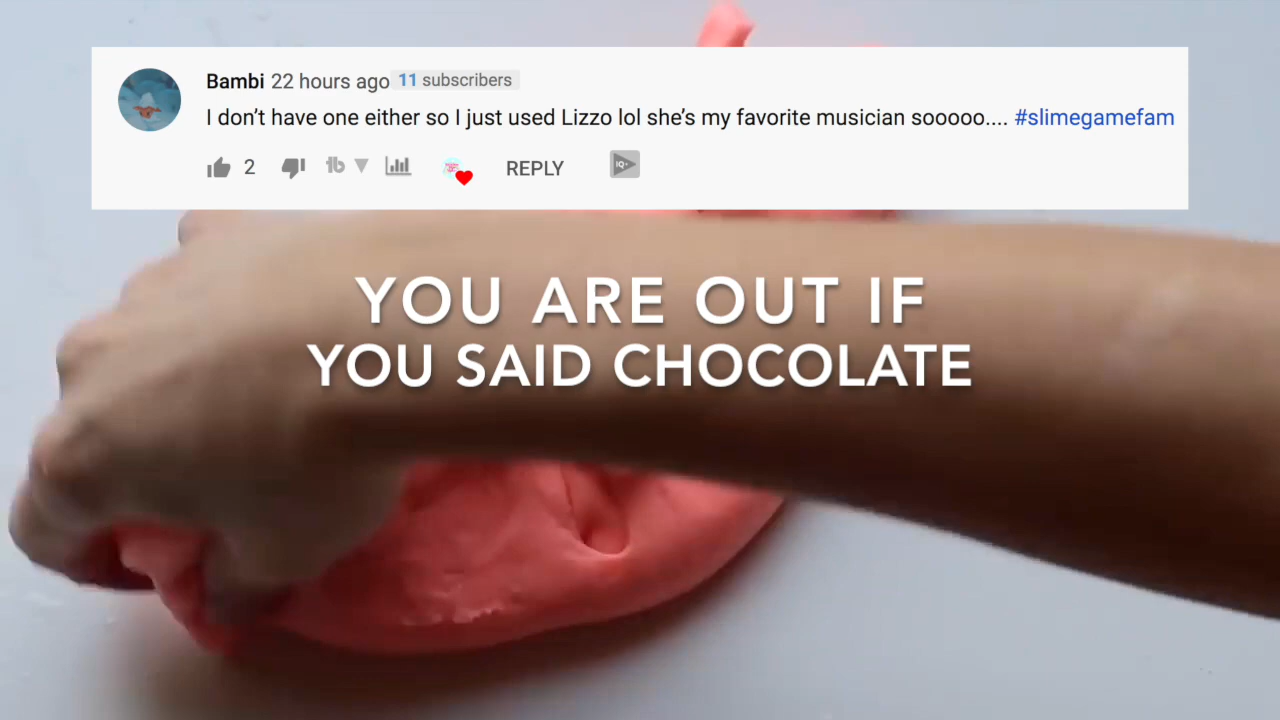 Bambi 22 hours ago 11 subscribers
I don’t have one either so I just used Lizzo lol she’s my favorite musician sooooo.... #slimegamefam
2 REPLY IQ+
YOU ARE OUT IF
YOU SAID CHOCOLATE